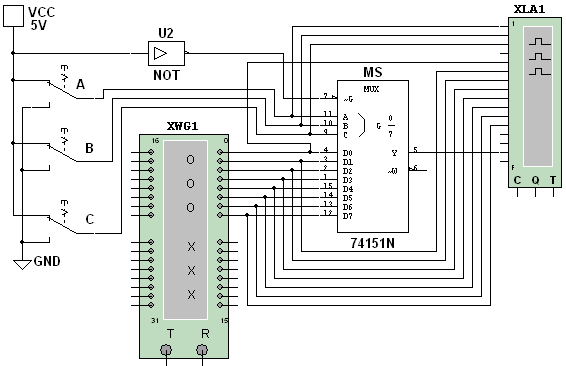 VCC
5V
XLA1
U2
NOT
1
F
C Q T
A
B
C
GND
XWG1
16 0
O
O
O
X
X
X
31 15
T R
MS
MUX
7 ~G
11 A
10 B
9 C
G 0
7
4 D0
3 D1
2 D2
1 D3
15 D4
14 D5
13 D6
12 D7
Y 5
~W 6
74151N